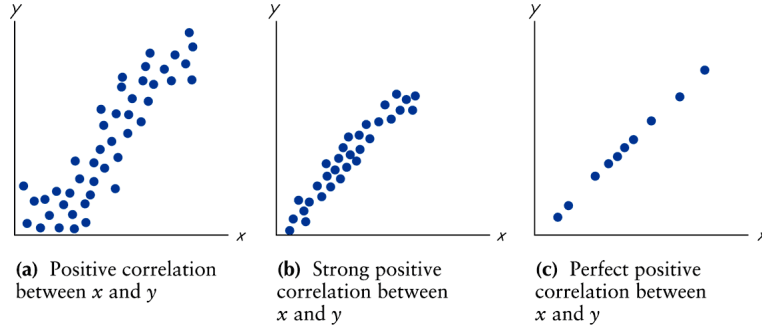 y
x
(a) Positive correlation
between x and y
y
x
(b) Strong positive
correlation between
x and y
y
x
(c) Perfect positive
correlation between
x and y